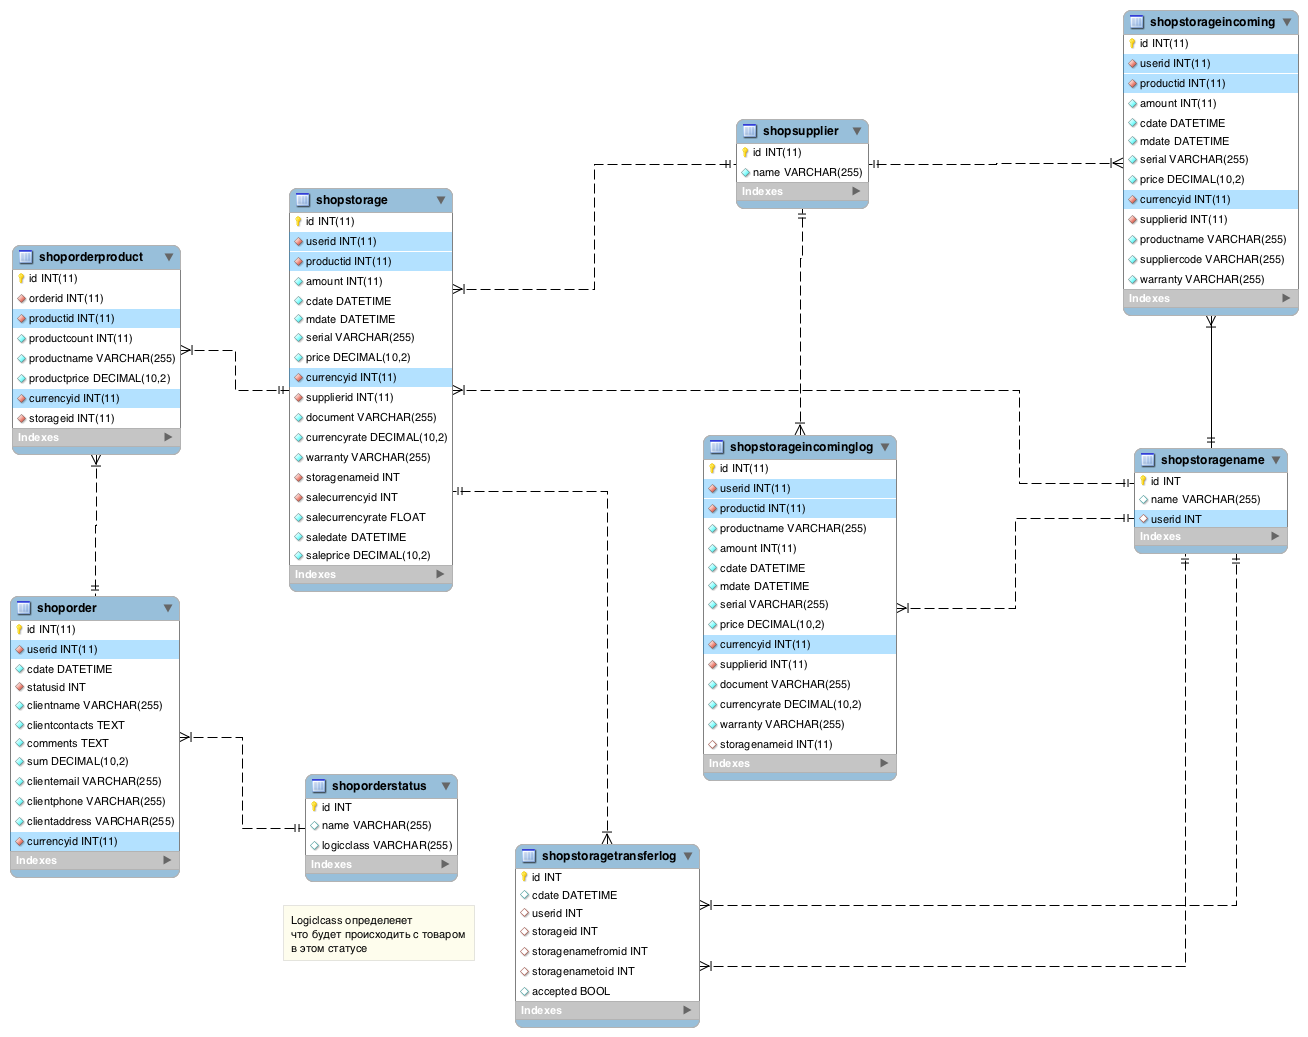 shopstorageincoming
id INT(11)
userid INT(11)
productid INT(11)
amount INT(11)
cdate DATETIME
mdate DATETIME
serial VARCHAR(255)
price DECIMAL(10,2)
currencyid INT(11)
supplierid INT(11)
productname VARCHAR(255)
suppliercode VARCHAR(255)
warranty VARCHAR(255)
Indexes
shopsupplier
id INT(11)
name VARCHAR(255)
Indexes
shopstorage
id INT(11)
userid INT(11)
productid INT(11)
amount INT(11)
cdate DATETIME
mdate DATETIME
serial VARCHAR(255)
price DECIMAL(10,2)
currencyid INT(11)
supplierid INT(11)
document VARCHAR(255)
currencyrate DECIMAL(10,2)
warranty VARCHAR(255)
storagenameid INT
salecurrencyid INT
salecurrencyrate FLOAT
saledate DATETIME
saleprice DECIMAL(10,2)
Indexes
shoporderproduct
id INT(11)
orderid INT(11)
productid INT(11)
productcount INT(11)
productname VARCHAR(255)
productprice DECIMAL(10,2)
currencyid INT(11)
storageid INT(11)
Indexes
shopstorageincominglog
id INT(11)
userid INT(11)
productid INT(11)
productname VARCHAR(255)
amount INT(11)
cdate DATETIME
mdate DATETIME
serial VARCHAR(255)
price DECIMAL(10,2)
currencyid INT(11)
supplierid INT(11)
document VARCHAR(255)
currencyrate DECIMAL(10,2)
warranty VARCHAR(255)
storagenameid INT(11)
Indexes
shopstoragename
id INT
name VARCHAR(255)
userid INT
Indexes
shoporder
id INT(11)
userid INT(11)
cdate DATETIME
statusid INT
clientname VARCHAR(255)
clientcontacts TEXT
comments TEXT
sum DECIMAL(10,2)
clientemail VARCHAR(255)
clientphone VARCHAR(255)
clientaddress VARCHAR(255)
currencyid INT(11)
Indexes
shoporderstatus
id INT
name VARCHAR(255)
logicclass VARCHAR(255)
Indexes
Logiclcass определеяет
что будет происходить с товаром
в этом статусе
shopstoragetransferlog
id INT
cdate DATETIME
userid INT
storageid INT
storagenamefromid INT
storagenametoid INT
accepted BOOL
Indexes